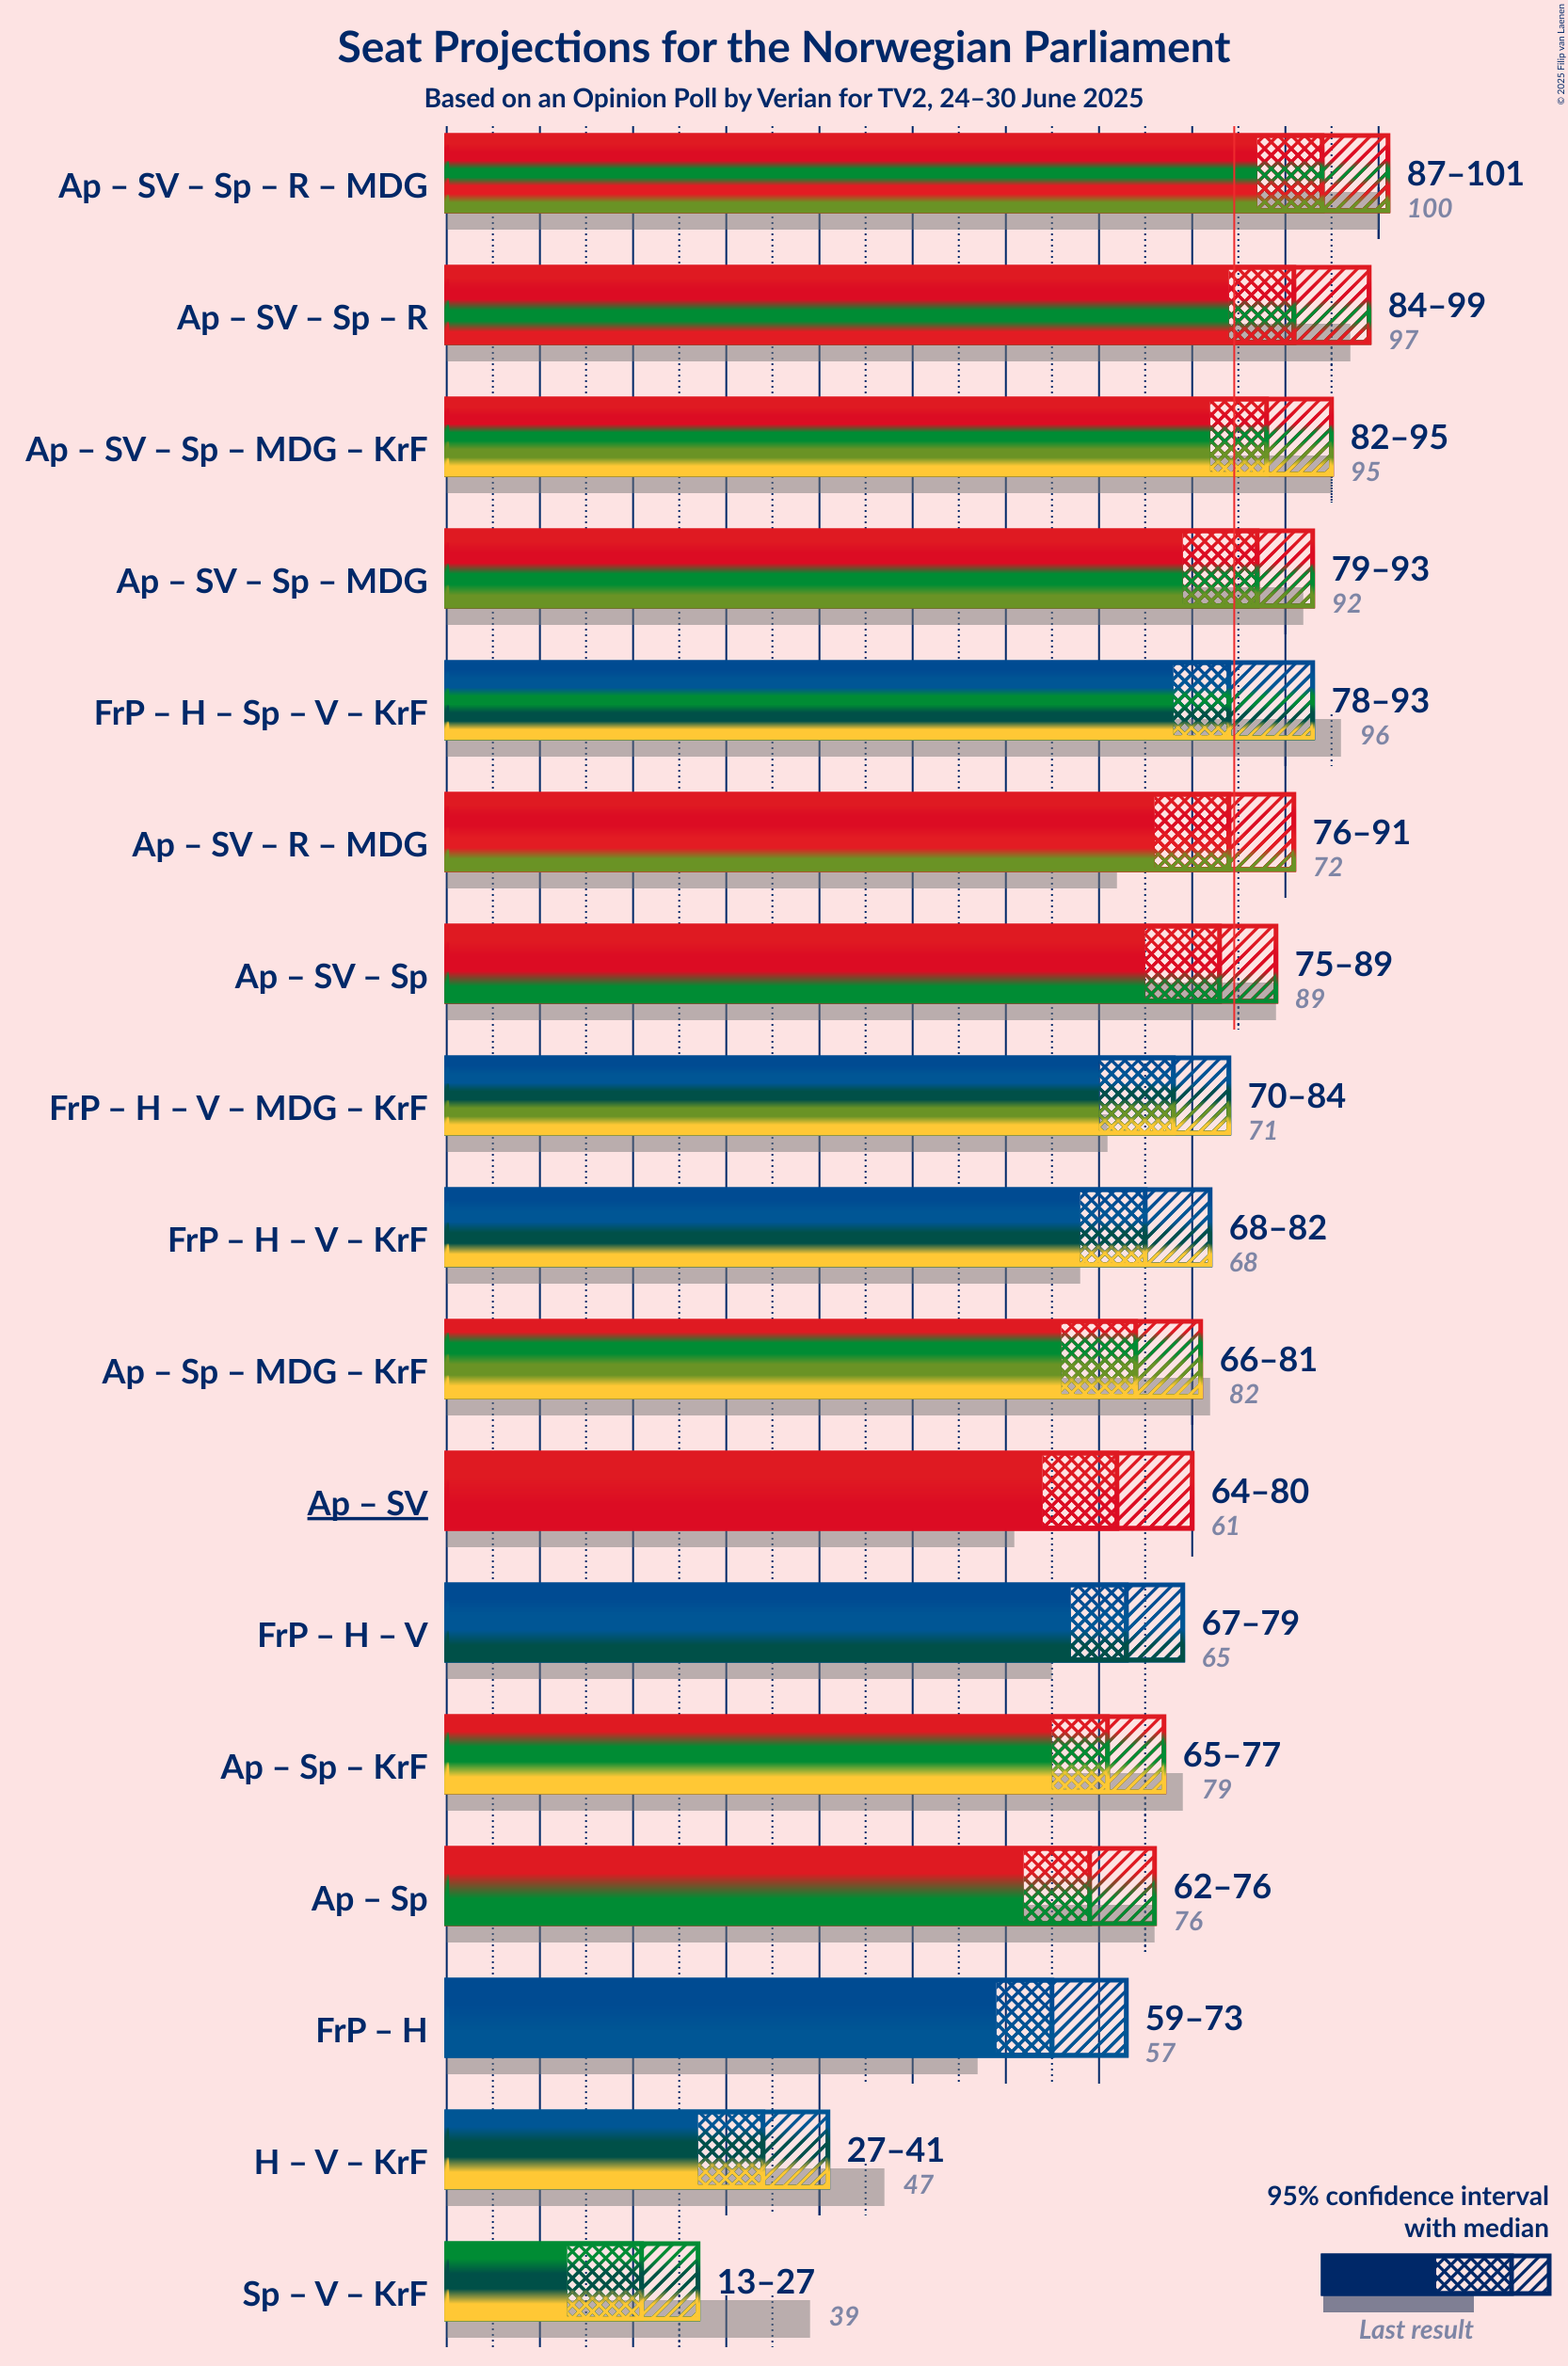 Seat Projections for the Norwegian Parliament
Based on an Opinion Poll by Verian for TV2, 24–30 June 2025
© 2025 Filip van Laenen
Ap – SV – Sp – R – MDG
87–101
100
Ap – SV – Sp – R
84–99
97
Ap – SV – Sp – MDG – KrF
82–95
95
Ap – SV – Sp – MDG
79–93
92
FrP – H – Sp – V – KrF
78–93
96
Ap – SV – R – MDG
76–91
72
Ap – SV – Sp
75–89
89
FrP – H – V – MDG – KrF
70–84
71
FrP – H – V – KrF
68–82
68
Ap – Sp – MDG – KrF
66–81
82
Ap – SV
64–80
61
FrP – H – V
67–79
65
Ap – Sp – KrF
65–77
79
Ap – Sp
62–76
76
FrP – H
59–73
57
H – V – KrF
27–41
47
Sp – V – KrF
13–27
39
95% confidence interval
with median
Last result